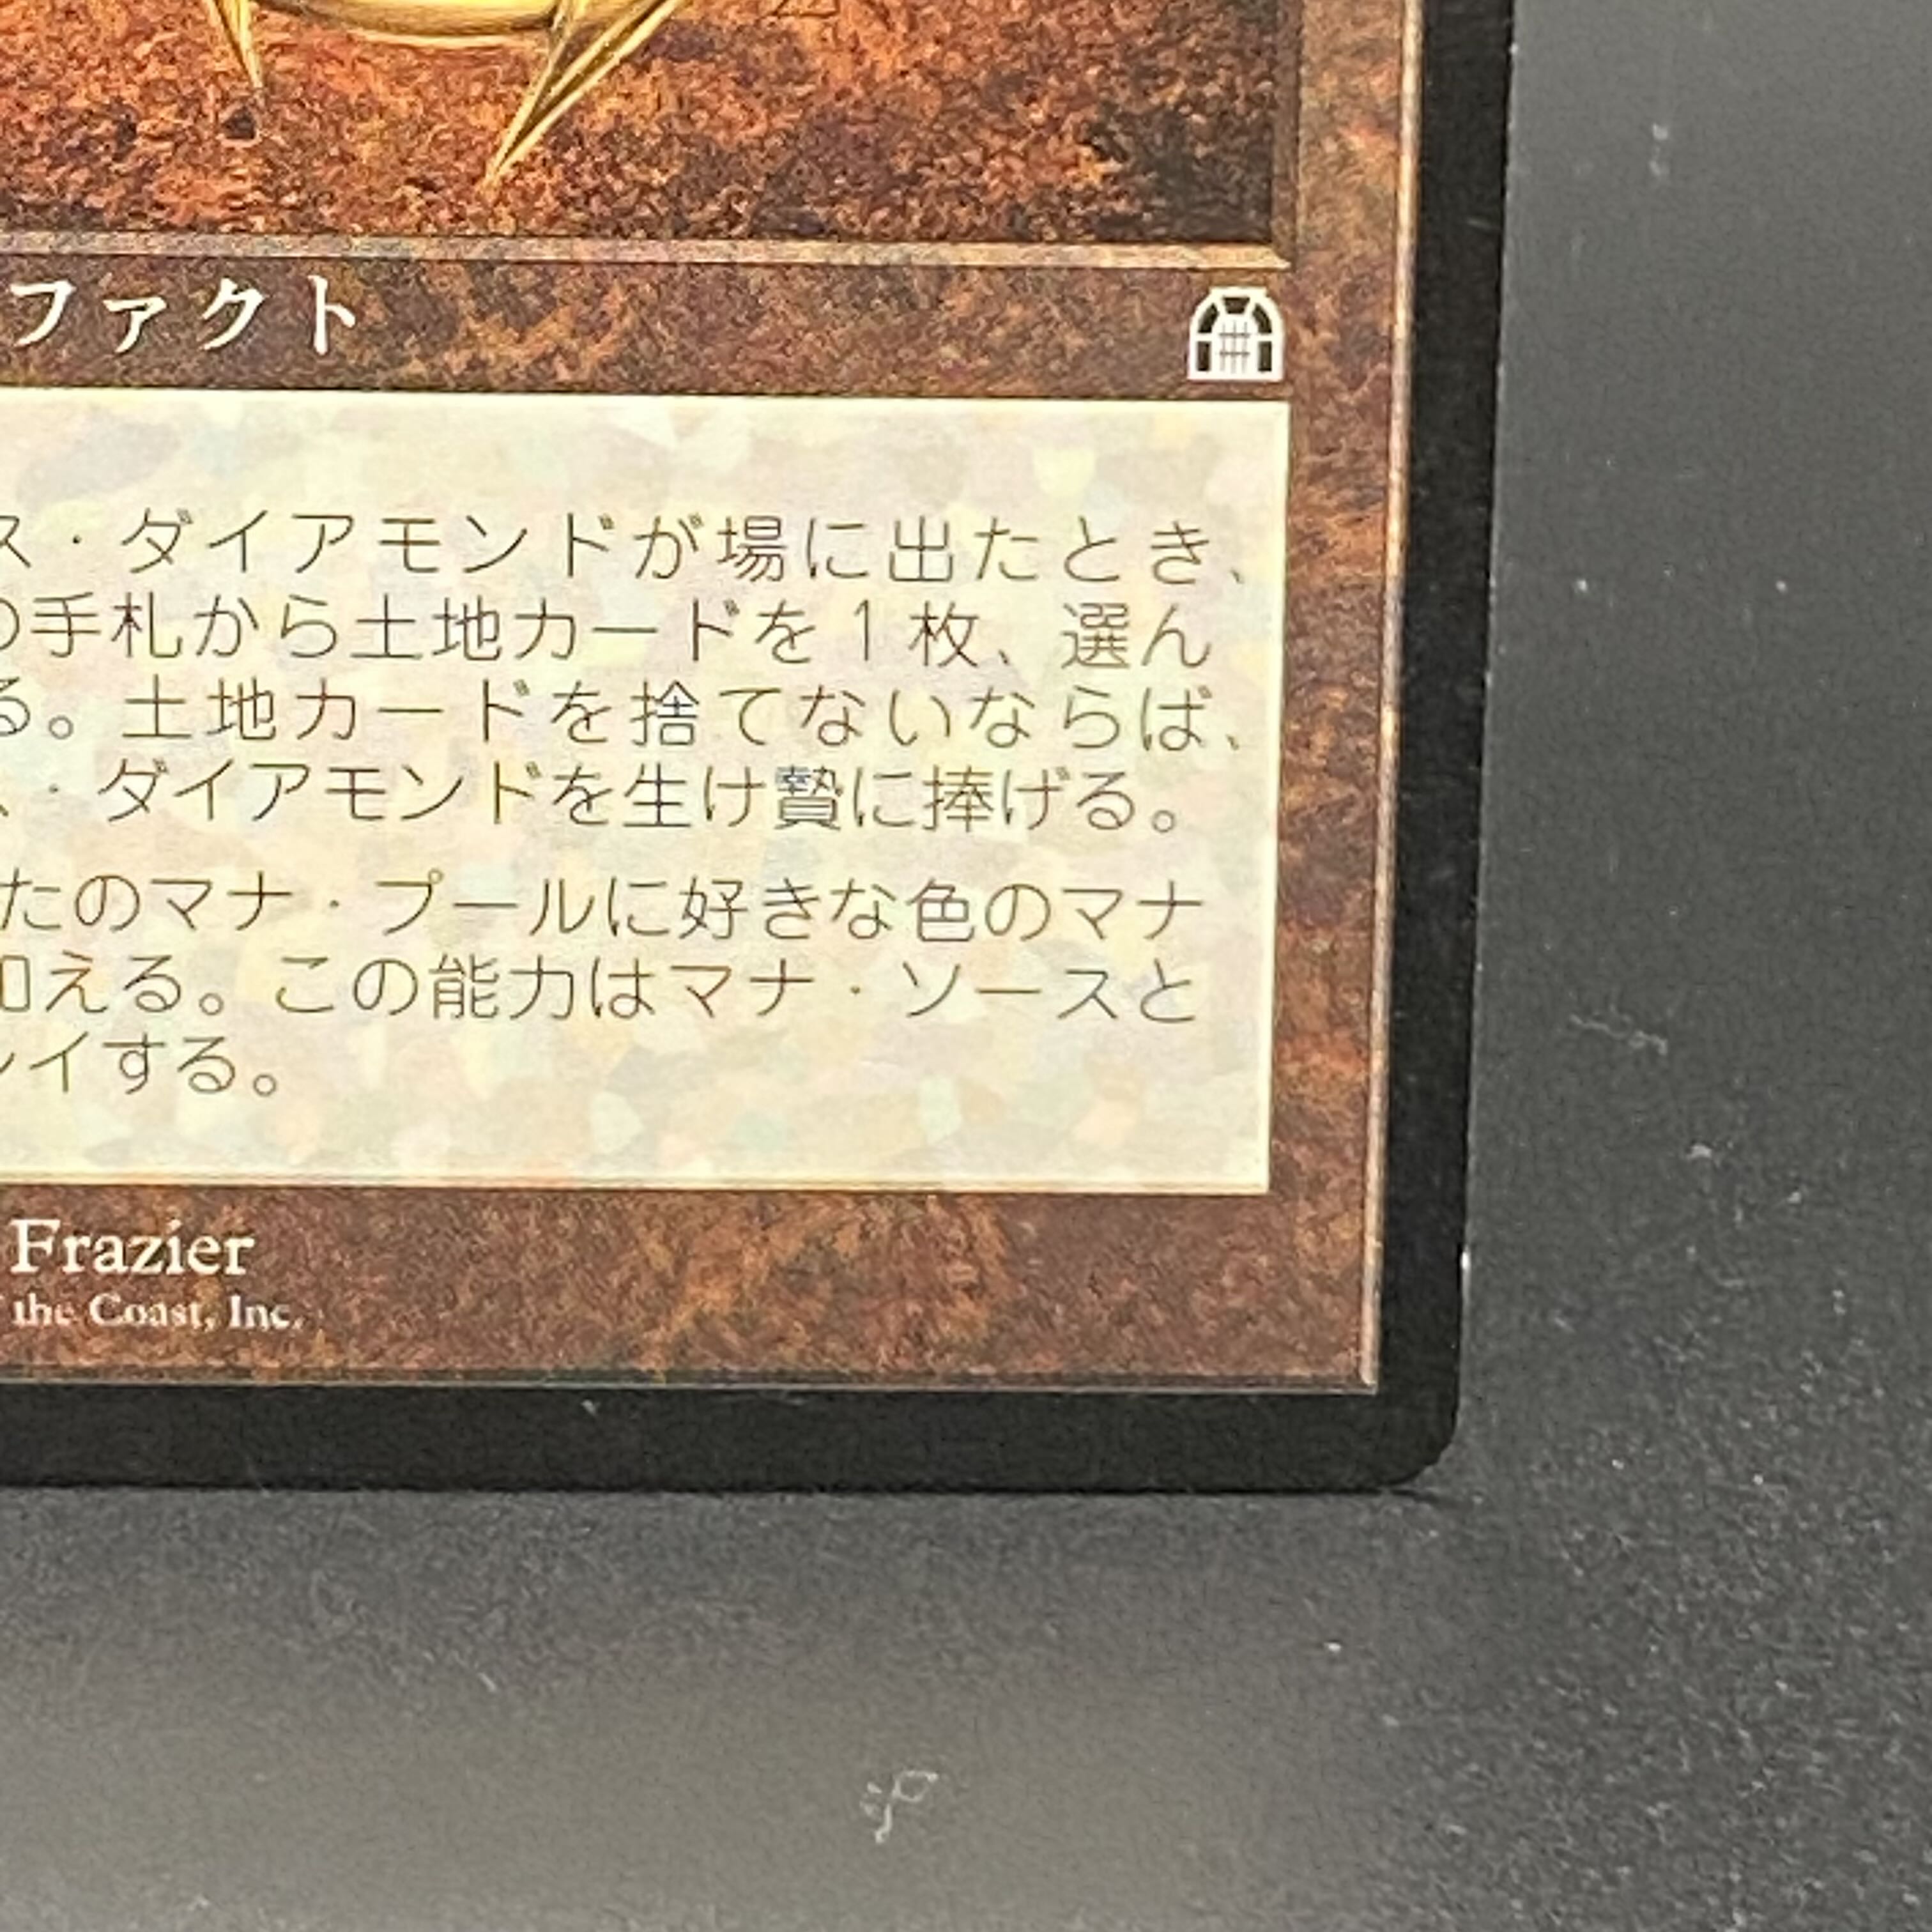 ファクト
ス・ダイアモンドが場に出たとき、
の手札から土地カードを1枚、選ん
る。土地カードを捨てないならば、
ス・ダイアモンドを生け贄に捧げる。
たのマナ・プールに好きな色のマナ
加える。この能力はマナ・ソースと
レイする。
Frazier
the Coast, Inc.